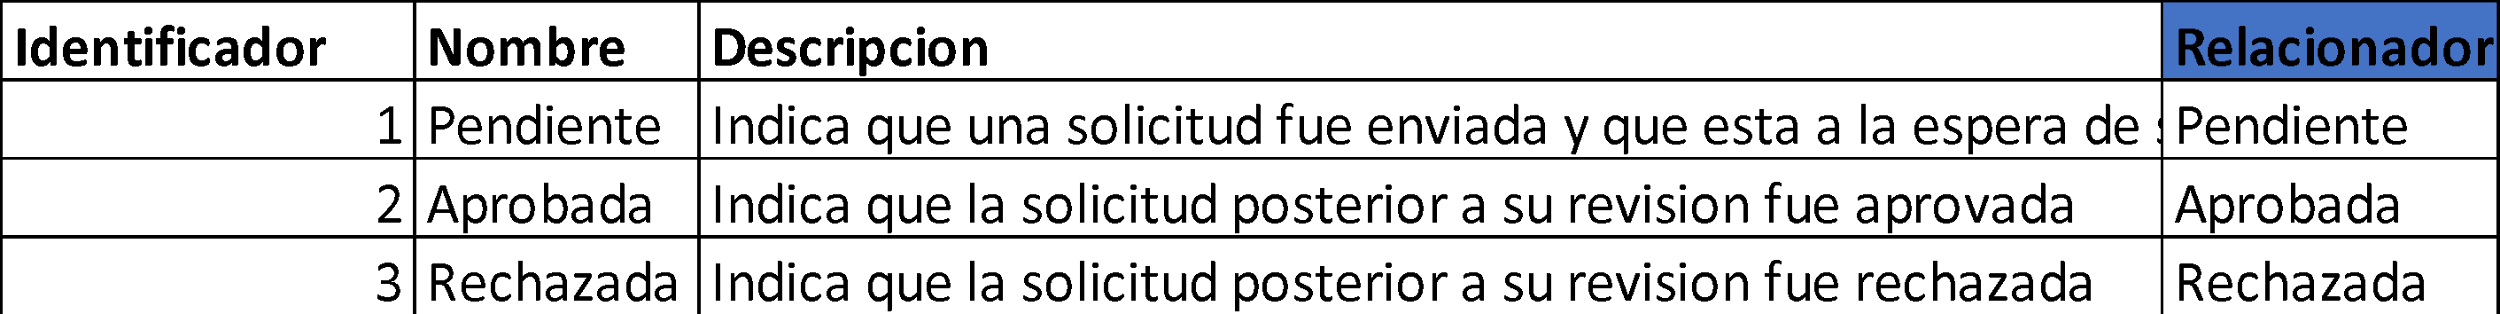 Identificador Nombre Descripcion Relacionador
1 Pendiente Indica que una solicitud fue enviada y que esta a la espera de Pendiente
2 Aprobada Indica que la solicitud posterior a su revision fue aprovada Aprobada
3 Rechazada Indica que la solicitud posterior a su revision fue rechazada Rechazada